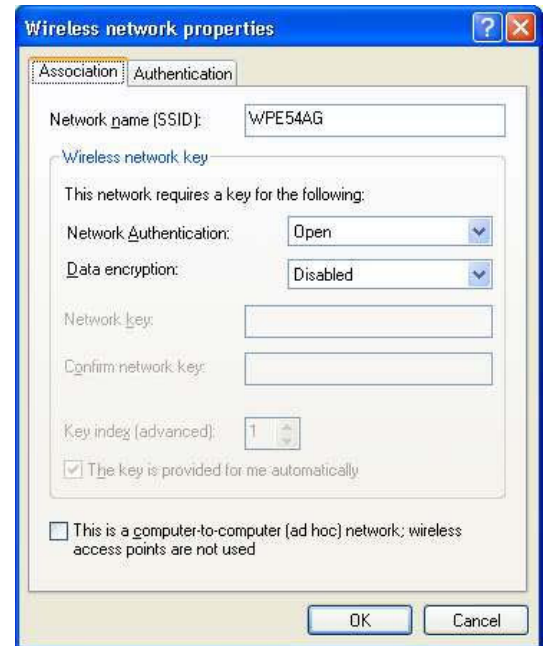 Wireless network properties
Association
Authentication
Network name (SSID):
WPE54AG
Wireless network key
This network requires a key for the following:
Network Authentication:
Open
Data encryption:
Disabled
Network key:
Confirm network key:
Key index (advanced):
1
The key is provided for me automatically
This is a computer-to-computer (ad hoc) network; wireless
access points are not used
OK
Cancel